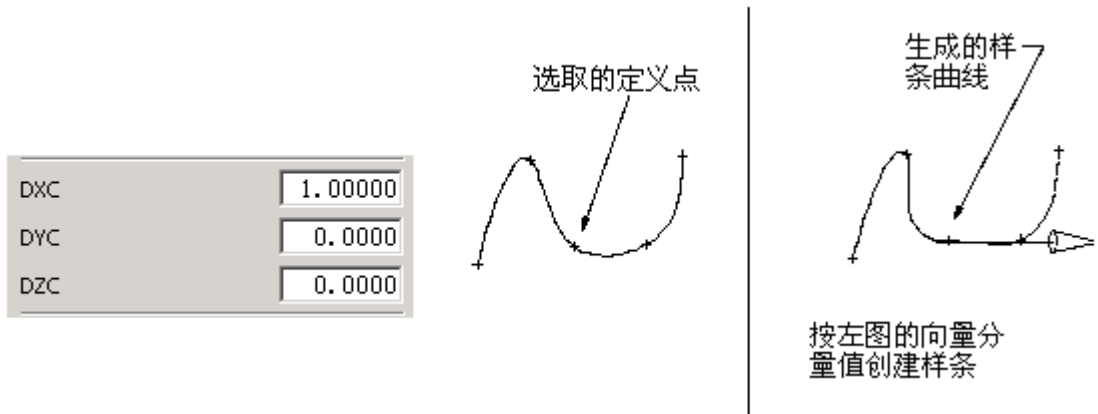 DXC 1.00000
DYC 0.0000
DZC 0.0000
选取的定义点
生成的样
条曲线
按左图的向量分
量值创建样条